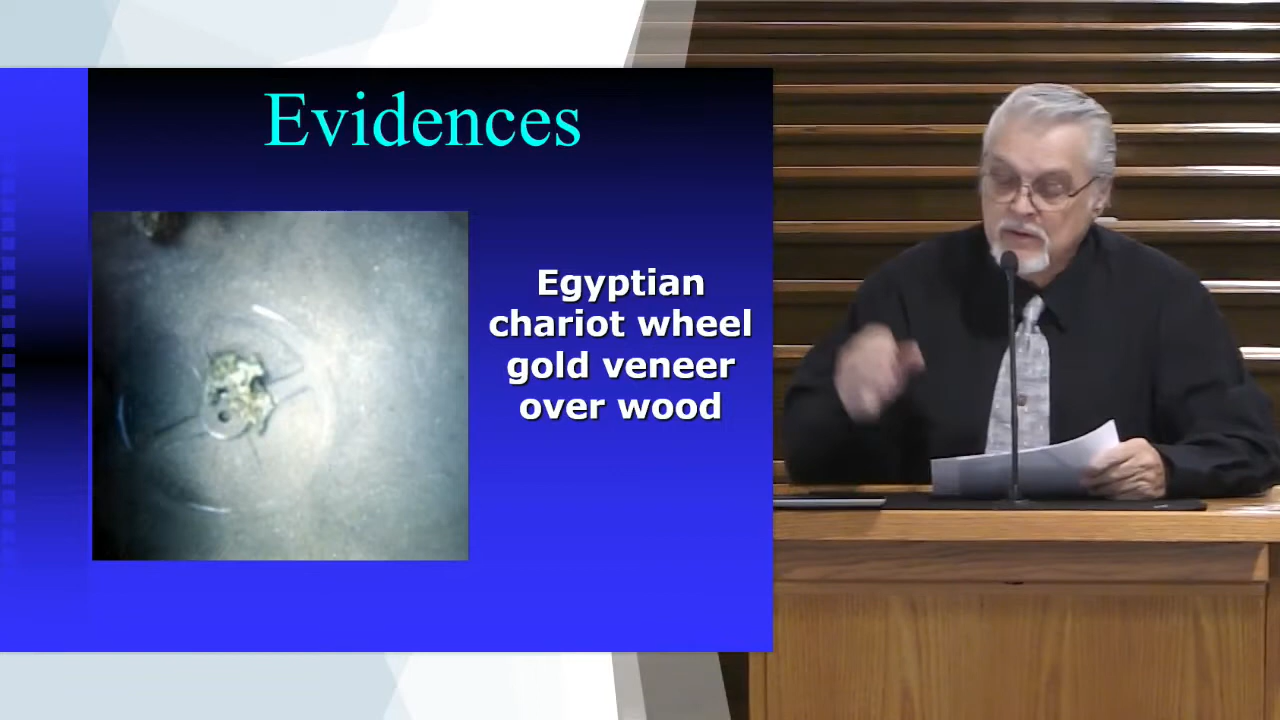 Evidences
Egyptian
chariot wheel
gold veneer
over wood